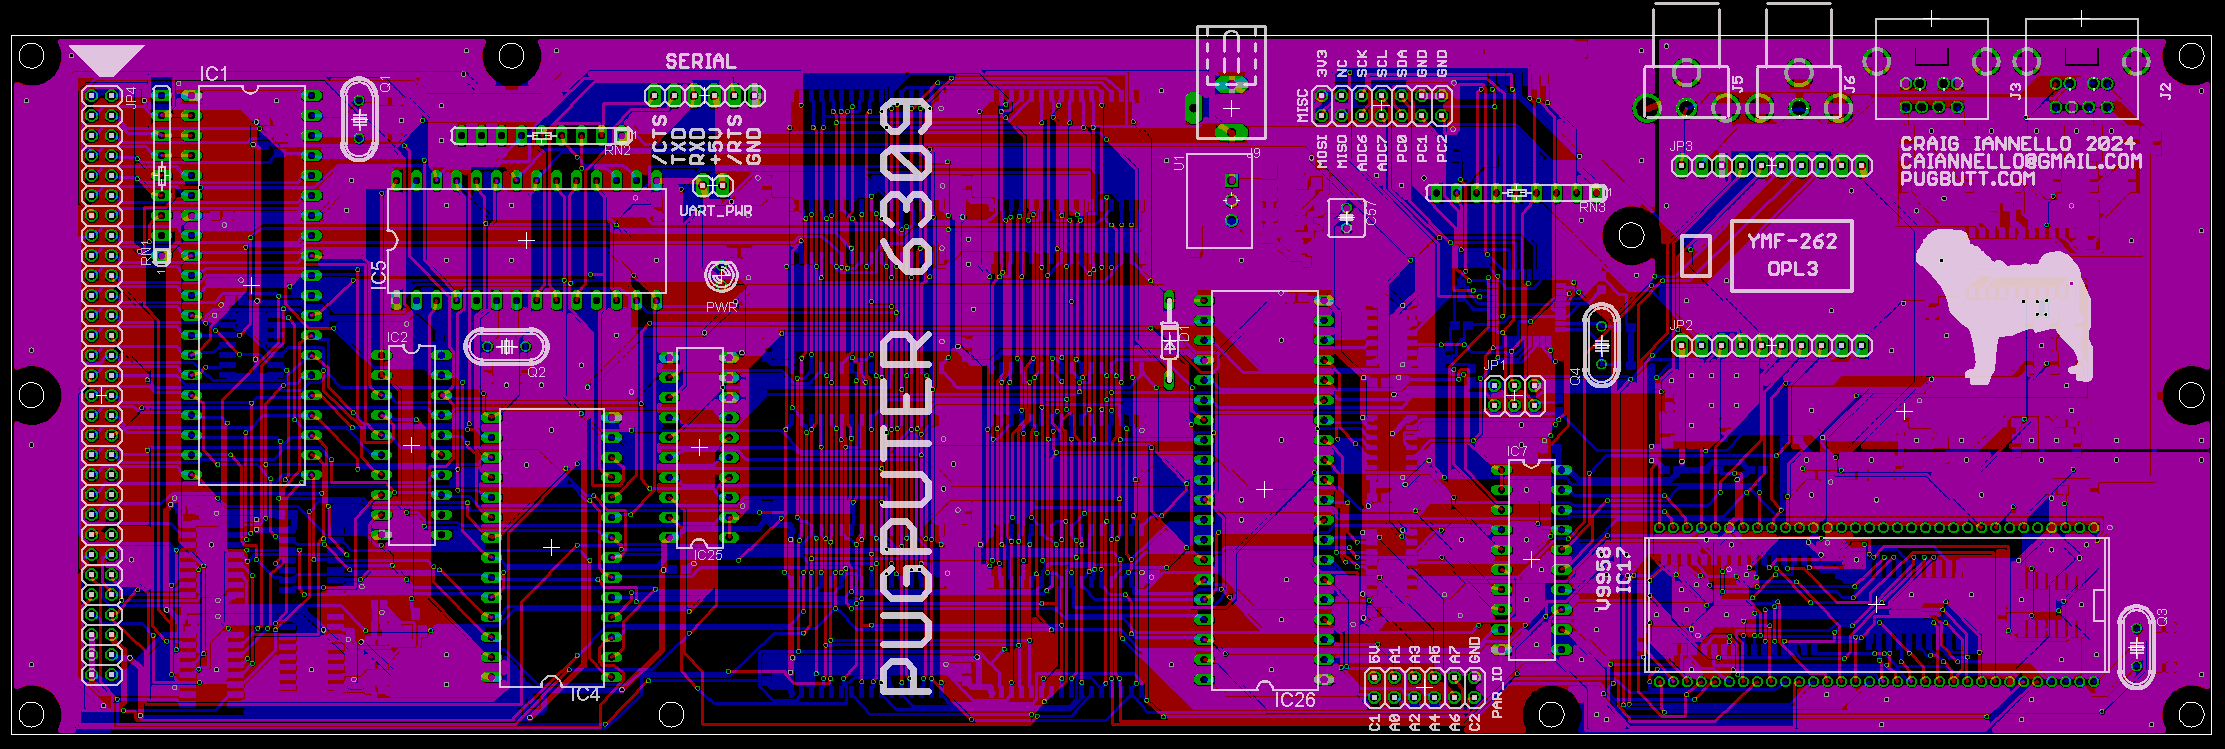 IC1
JP4
RN1
1
Q1
SERIAL
/CTS
TXD
RXD
+5V
/RTS
GND
RN2
1
UART_PWR
IC5
PWR
IC2
Q2
IC4
IC25
PUGPUTER 6309
J9
U1
C57
D1
IC26
MISC
3V3
NC
SCK
SCL
SDA
GND
GND
MOSI
MISO
ADC6
ADC7
PC0
PC1
PC2
RN3
1
JP1
Q4
IC7
5V
A1
A3
A5
A7
GND
C1
A0
A2
A4
A6
C2
PAR_IO
J5
J6
J3
J2
JP3
CRAIG IANNELLO 2024
CAIANNELLO@GMAIL.COM
PUGBUTT.COM
YMF-262
OPL3
JP2
V9958
IC17
Q3